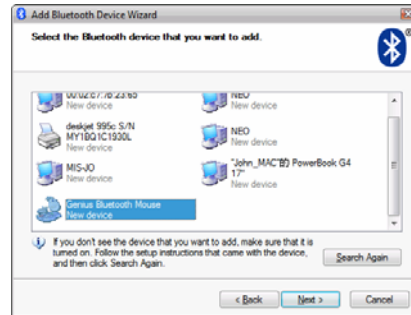 Add Bluetooth Device Wizard
Select the Bluetooth device that you want to add.
New device
NEO
New device
deskjet 995c S/N
MY1BQ1C1930L
New device
NEO
New device
MIS-JO
New device
"John_MAC"的 PowerBook G4
17"
New device
Genius Bluetooth Mouse
New device
If you don't see the device that you want to add, make sure that it is
turned on. Follow the setup instructions that came with the device,
and then click Search Again.
Search Again
< Back
Next >
Cancel